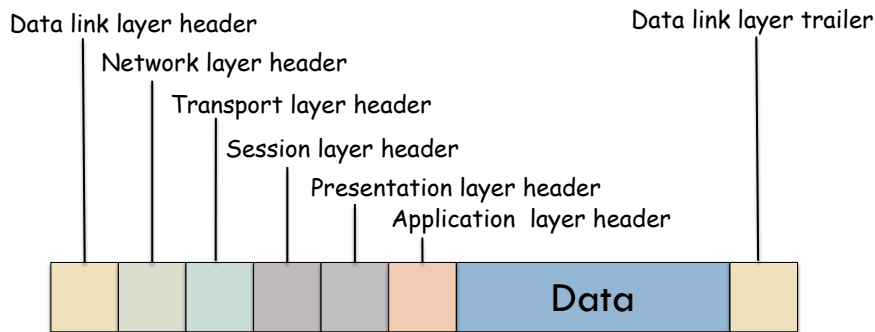 Data link layer header
Data link layer trailer
Network layer header
Transport layer header
Session layer header
Presentation layer header
Application layer header
Data